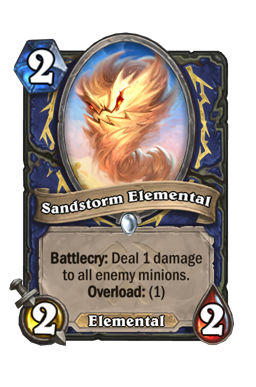 2
Sandstorm Elemental
Battlecry: Deal 1 damage
to all enemy minions.
Overload: (1)
2
Elemental
2